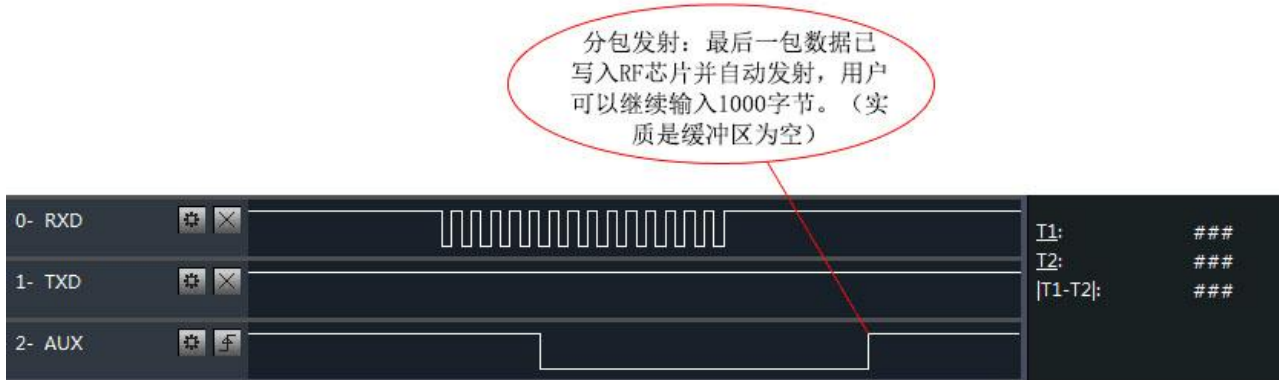 分包发射：最后一包数据已
写入RF芯片并自动发射，用户
可以继续输入1000字节。（实
质是缓冲区为空）
0- RXD
T1: ###
1- TXD
T2: ###
|T1-T2|: ###
2- AUX